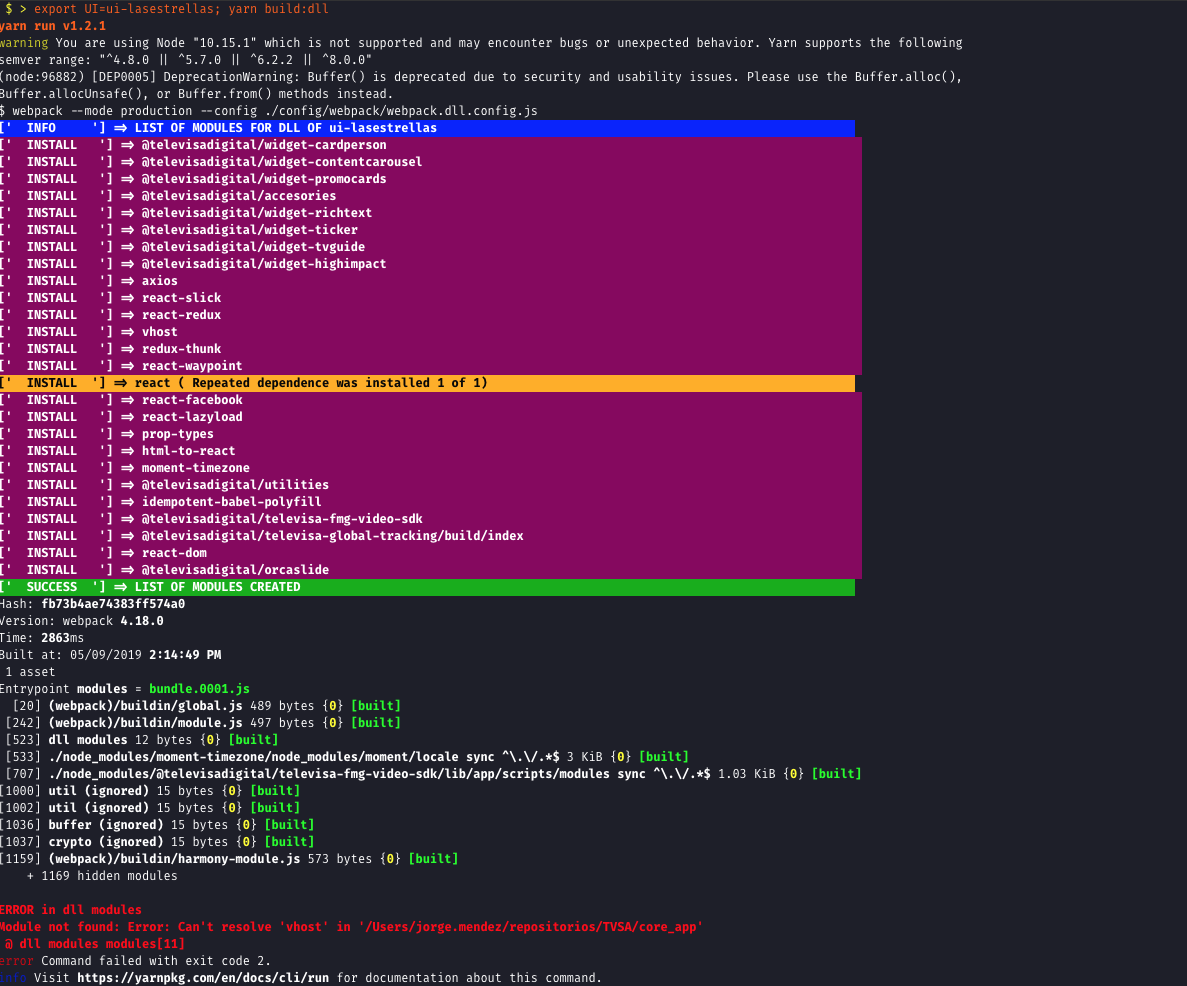 $ > export UI=ui-lasestrellas; yarn build:dll
yarn run v1.2.1
warning You are using Node "10.15.1" which is not supported and may encounter bugs or unexpected behavior. Yarn supports the following
semver range: "^4.8.0 || ^5.7.0 || ^6.2.2 || ^8.0.0"
(node:96882) [DEP0005] DeprecationWarning: Buffer() is deprecated due to security and usability issues. Please use the Buffer.alloc(),
Buffer.allocUnsafe(), or Buffer.from() methods instead.
$ webpack --mode production --config ./config/webpack/webpack.dll.config.js
['  INFO     '] => LIST OF MODULES FOR DLL OF ui-lasestrellas
['  INSTALL   '] => @televisadigital/widget-cardperson
['  INSTALL   '] => @televisadigital/widget-contentcarousel
['  INSTALL   '] => @televisadigital/widget-promocards
['  INSTALL   '] => @televisadigital/accesories
['  INSTALL   '] => @televisadigital/widget-richtext
['  INSTALL   '] => @televisadigital/widget-ticker
['  INSTALL   '] => @televisadigital/widget-tvguide
['  INSTALL   '] => @televisadigital/widget-highimpact
['  INSTALL   '] => axios
['  INSTALL   '] => react-slick
['  INSTALL   '] => react-redux
['  INSTALL   '] => vhost
['  INSTALL   '] => redux-thunk
['  INSTALL   '] => react-waypoint
['  INSTALL  '] => react ( Repeated dependence was installed 1 of 1)
['  INSTALL   '] => react-facebook
['  INSTALL   '] => react-lazyload
['  INSTALL   '] => prop-types
['  INSTALL   '] => html-to-react
['  INSTALL   '] => moment-timezone
['  INSTALL   '] => @televisadigital/utilities
['  INSTALL   '] => idempotent-babel-polyfill
['  INSTALL   '] => @televisadigital/televisa-fmg-video-sdk
['  INSTALL   '] => @televisadigital/televisa-global-tracking/build/index
['  INSTALL   '] => react-dom
['  INSTALL   '] => @televisadigital/orcaslide
['  SUCCESS  '] => LIST OF MODULES CREATED
Hash: fb73b4ae74383ff574a0
Version: webpack 4.18.0
Time: 2863ms
Built at: 05/09/2019 2:14:49 PM
1 asset
Entrypoint modules = bundle.0001.js
[20] (webpack)/buildin/global.js 489 bytes {0} [built]
[242] (webpack)/buildin/module.js 497 bytes {0} [built]
[523] dll modules 12 bytes {0} [built]
[533] ./node_modules/moment-timezone/node_modules/moment/locale sync ^\.\/.*$ 3 KiB {0} [built]
[707] ./node_modules/@televisadigital/televisa-fmg-video-sdk/lib/app/scripts/modules sync ^\.\/.*$ 1.03 KiB {0} [built]
[1000] util (ignored) 15 bytes {0} [built]
[1002] util (ignored) 15 bytes {0} [built]
[1036] buffer (ignored) 15 bytes {0} [built]
[1037] crypto (ignored) 15 bytes {0} [built]
[1159] (webpack)/buildin/harmony-module.js 573 bytes {0} [built]
+ 1169 hidden modules
ERROR in dll modules
Module not found: Error: Can't resolve 'vhost' in '/Users/jorge.mendez/repositorios/TVSA/core_app'
@ dll modules modules[11]
error Command failed with exit code 2.
info Visit https://yarnpkg.com/en/docs/cli/run for documentation about this command.